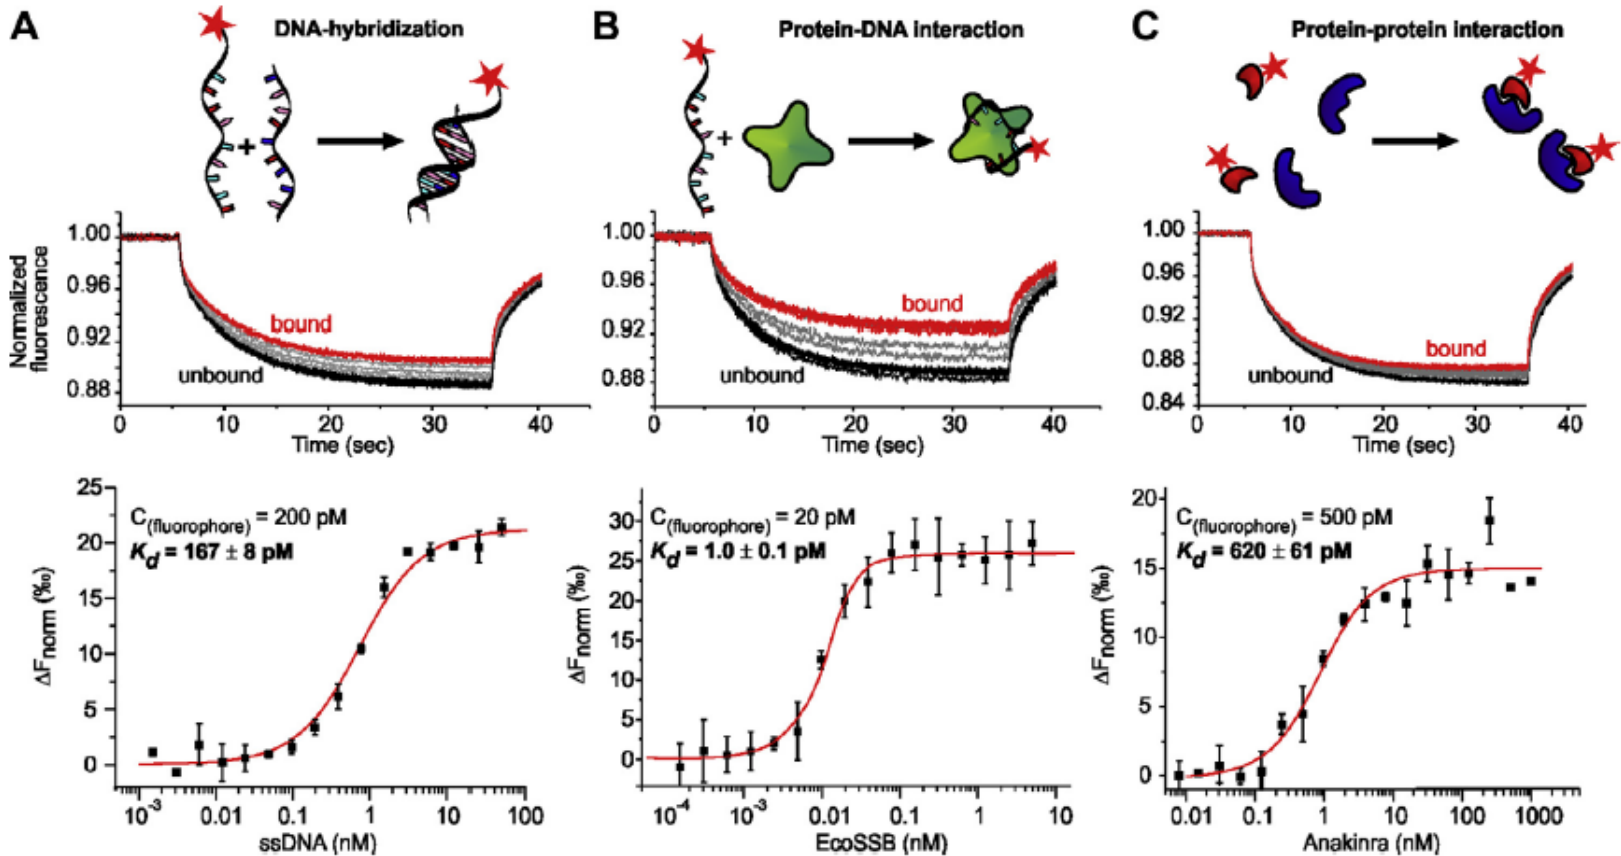 A
DNA-hybridization
+
1.00
0.96
0.92
0.88
Normalized
fluorescence
bound
unbound
0
10
20
30
40
Time (sec)
25
20
15
10
5
0
ΔFnorm (‰)
C(fluorophore) = 200 pM
Kd = 167 ± 8 pM
10-3
0.01
0.1
1
10
100
ssDNA (nM)
B
Protein-DNA interaction
+
1.00
0.96
0.92
0.88
bound
unbound
0
10
20
30
40
Time (sec)
30
25
20
15
10
5
0
ΔFnorm (‰)
C(fluorophore) = 20 pM
Kd = 1.0 ± 0.1 pM
10-4
10-3
0.01
0.1
1
10
EcoSSB (nM)
C
Protein-protein interaction
1.00
0.96
0.92
0.88
0.84
bound
unbound
0
10
20
30
40
Time (sec)
20
15
10
5
0
ΔFnorm (‰)
C(fluorophore) = 500 pM
Kd = 620 ± 61 pM
0.01
0.1
1
10
100
1000
Anakinra (nM)